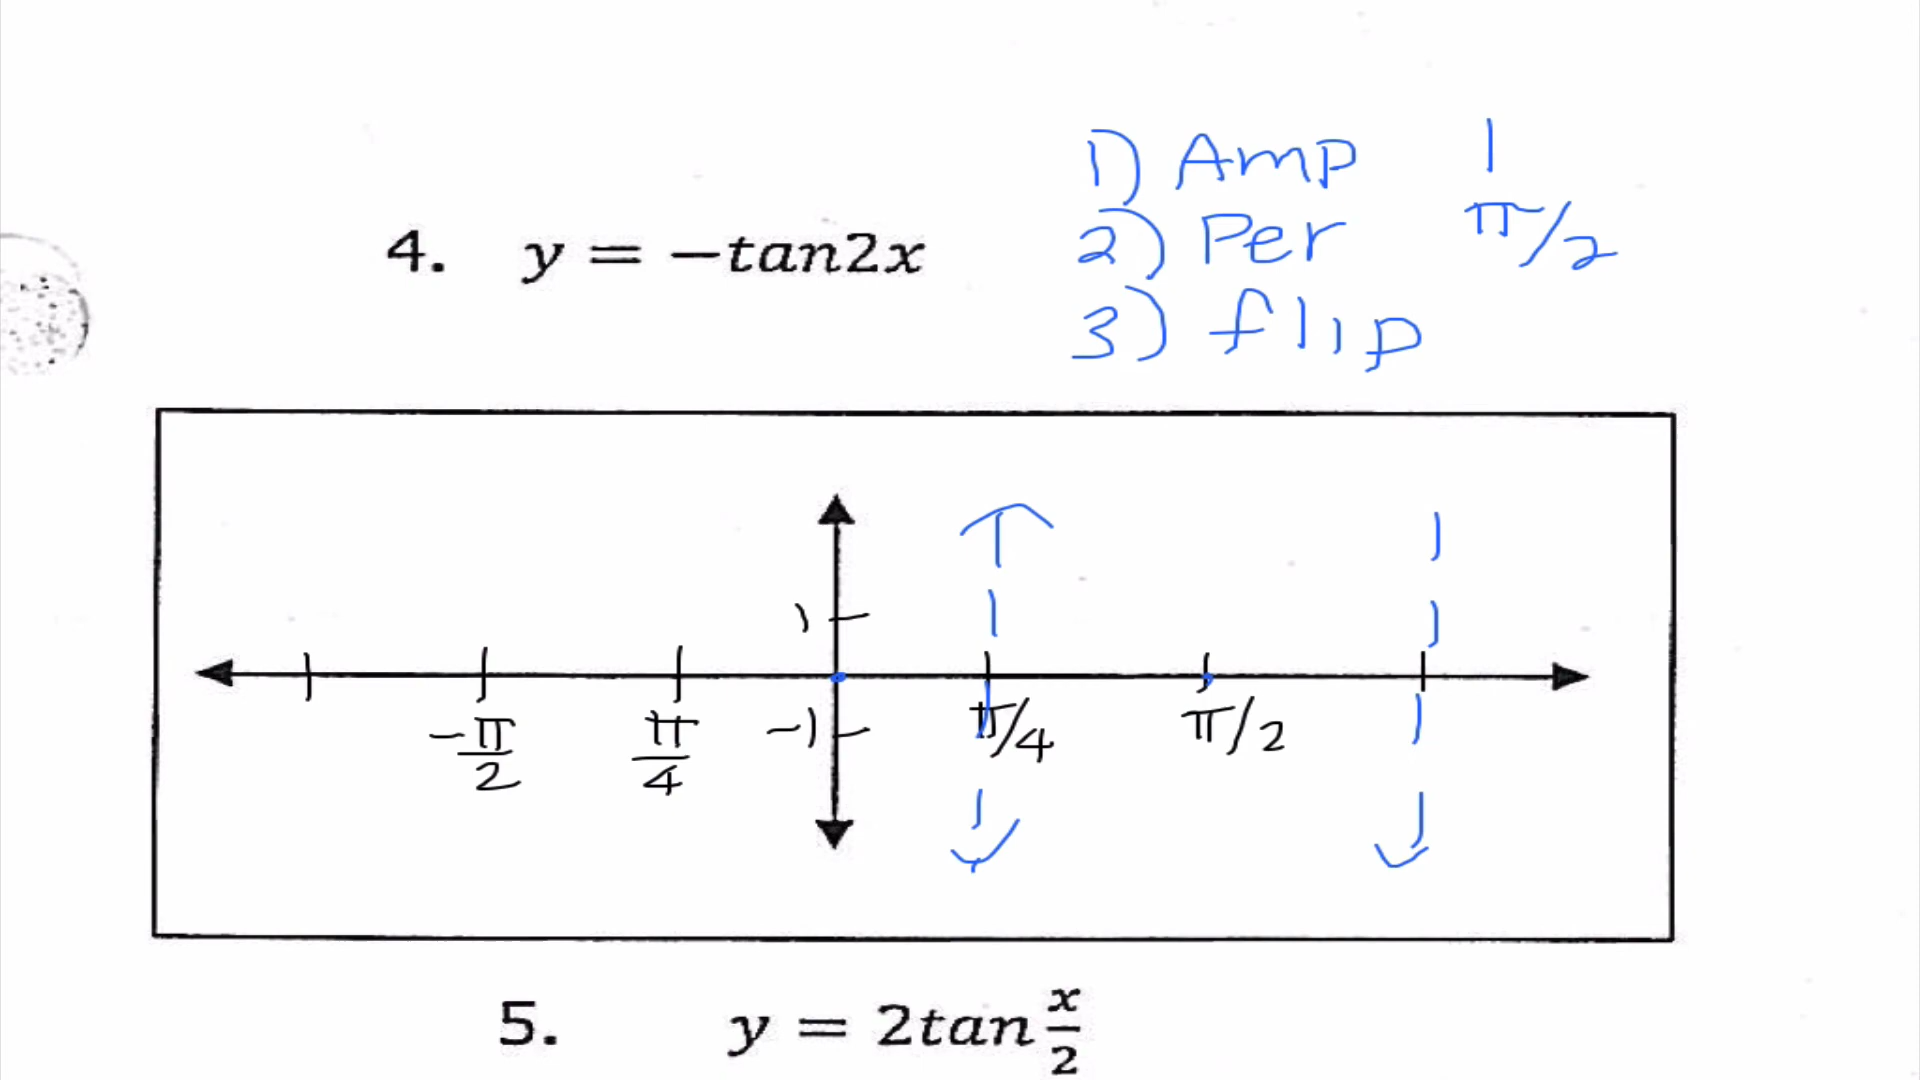 1) Amp 1
4. y = −tan2x 2) Per π/2
3) flip
1
-π/2 π/4 -1 π/4 π/2
5. y = 2tan x/2